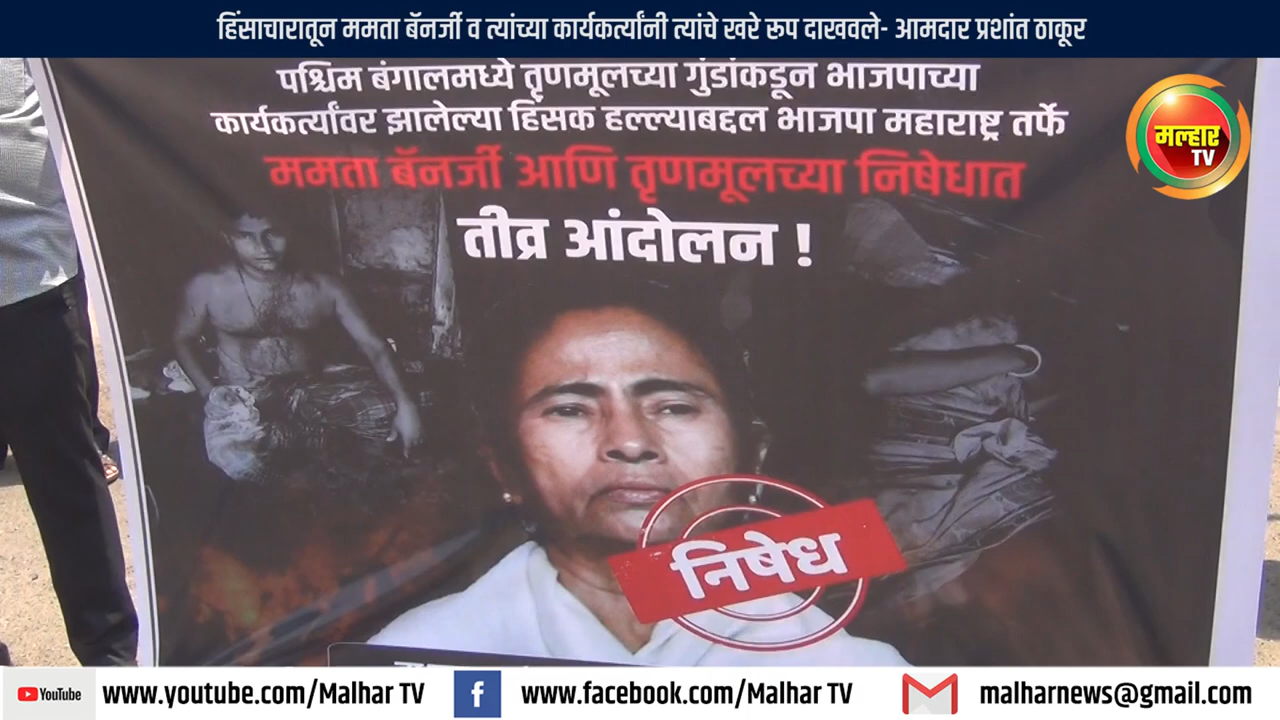 हिंसाचारातून ममता बॅनर्जी व त्यांच्या कार्यकर्त्यांनी त्यांचे खरे रूप दाखवले- आमदार प्रशांत ठाकूर
पश्चिम बंगालमध्ये तृणमूलच्या गुंडांकडून भाजपाच्या
कार्यकर्त्यांवर झालेल्या हिंसक हल्ल्याबद्दल भाजपा महाराष्ट्र तर्फे
ममता बॅनर्जी आणि तृणमूलच्या निषेधात
तीव्र आंदोलन !
मल्हार
TV
निषेध
YouTube www.youtube.com/Malhar TV f www.facebook.com/Malhar TV malharnews@gmail.com